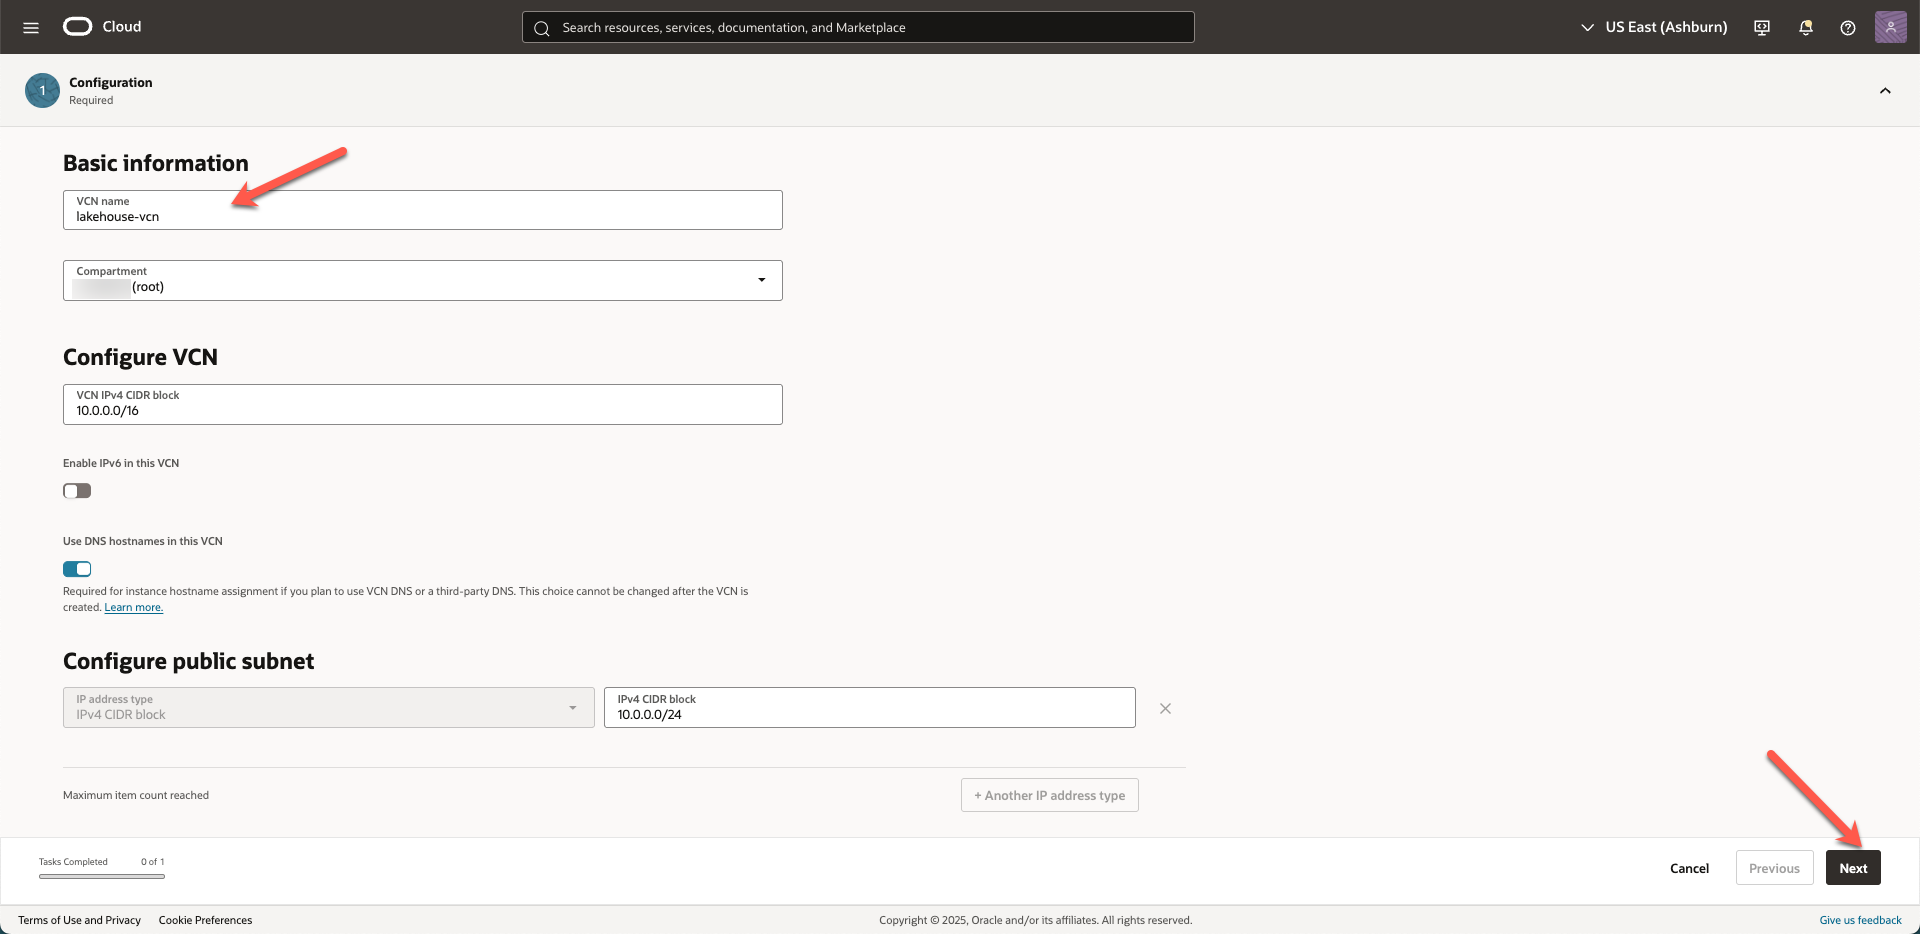 Cloud
Search resources, services, documentation, and Marketplace
US East (Ashburn)
1
Configuration
Required
Basic information
VCN name
lakehouse-vcn
Compartment
(root)
Configure VCN
VCN IPv4 CIDR block
10.0.0.0/16
Enable IPv6 in this VCN
Use DNS hostnames in this VCN
Required for instance hostname assignment if you plan to use VCN DNS or a third-party DNS. This choice cannot be changed after the VCN is
created. Learn more.
Configure public subnet
IP address type
IPv4 CIDR block
IPv4 CIDR block
10.0.0.0/24
Maximum item count reached
+ Another IP address type
Tasks Completed 0 of 1
Cancel
Previous
Next
Terms of Use and Privacy
Cookie Preferences
Copyright © 2025, Oracle and/or its affiliates. All rights reserved.
Give us feedback